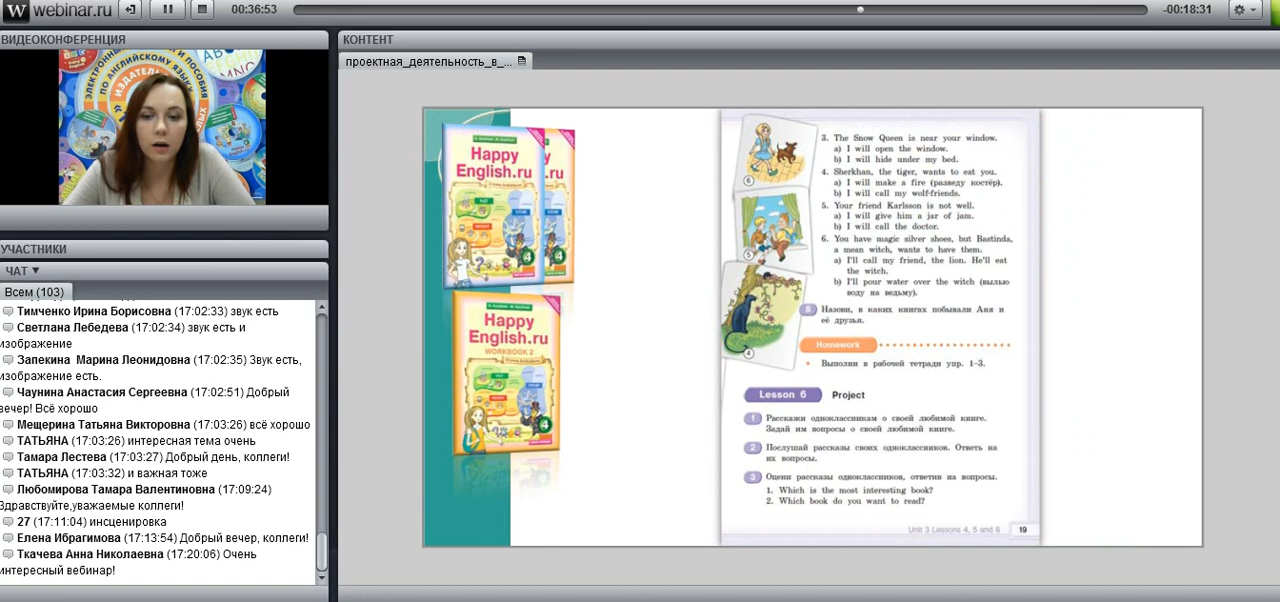 W webinar.ru
00:36:53
-00:18:31
ВИДЕОКОНФЕРЕНЦИЯ
ЭЛЕКТРОННЫЕ
И ПОСОБИЯ
ПО АНГЛИЙСКОМУ ЯЗЫКУ
УЧАСТНИКИ
ЧАТ ▼
Всем (103)
Тимченко Ирина Борисовна (17:02:33) звук есть
Светлана Лебедева (17:02:34) звук есть и
изображение
Запекина Марина Леонидовна (17:02:35) Звук есть,
изображение есть.
Чаунина Анастасия Сергеевна (17:02:51) Добрый
вечер! Всё хорошо
Мещерина Татьяна Викторовна (17:03:26) все хорошо
ТАТЬЯНА (17:03:26) интересная тема очень
Тамара Лестева (17:03:27) Добрый день, коллеги!
ТАТЬЯНА (17:03:32) и важная тоже
Любомирова Тамара Валентиновна (17:09:24)
Здравствуйте,уважаемые коллеги!
27 (17:11:04) инсценировка
Елена Ибрагимова (17:13:54) Добрый вечер, коллеги!
Ткачева Анна Николаевна (17:20:06) Очень
интересный вебинар!
КОНТЕНТ
проектная_деятельность_в_...
Happy
English.ru
4
Happy
English.ru
WORKBOOK 2
4
6
5
4
3. The Snow Queen is near your window.
a) I will open the window.
b) I will hide under my bed.
4. Sherkhan, the tiger, wants to eat you.
a) I will make a fire (разведу костёр).
b) I will call my wolf-friends.
5. Your friend Karlsson is not well.
a) I will give him a jar of jam.
b) I will call the doctor.
6. You have magic silver shoes, but Bastinda,
a mean witch, wants to have them.
a) I'll call my friend, the lion. He'll eat
the witch.
b) I'll pour water over the witch (вылью
воду на ведьму).
8 Назови, в каких книгах побывали Аня и
её друзья.
Homework
• Выполни в рабочей тетради упр. 1–3.
Lesson 6 Project
1 Расскажи одноклассникам о своей любимой книге.
Задай им вопросы о своей любимой книге.
2 Послушай рассказы своих одноклассников. Ответь на
их вопросы.
3 Оцени рассказы одноклассников, ответив на вопросы.
1. Which is the most interesting book?
2. Which book do you want to read?
Unit 3 Lessons 4, 5 and 6 19